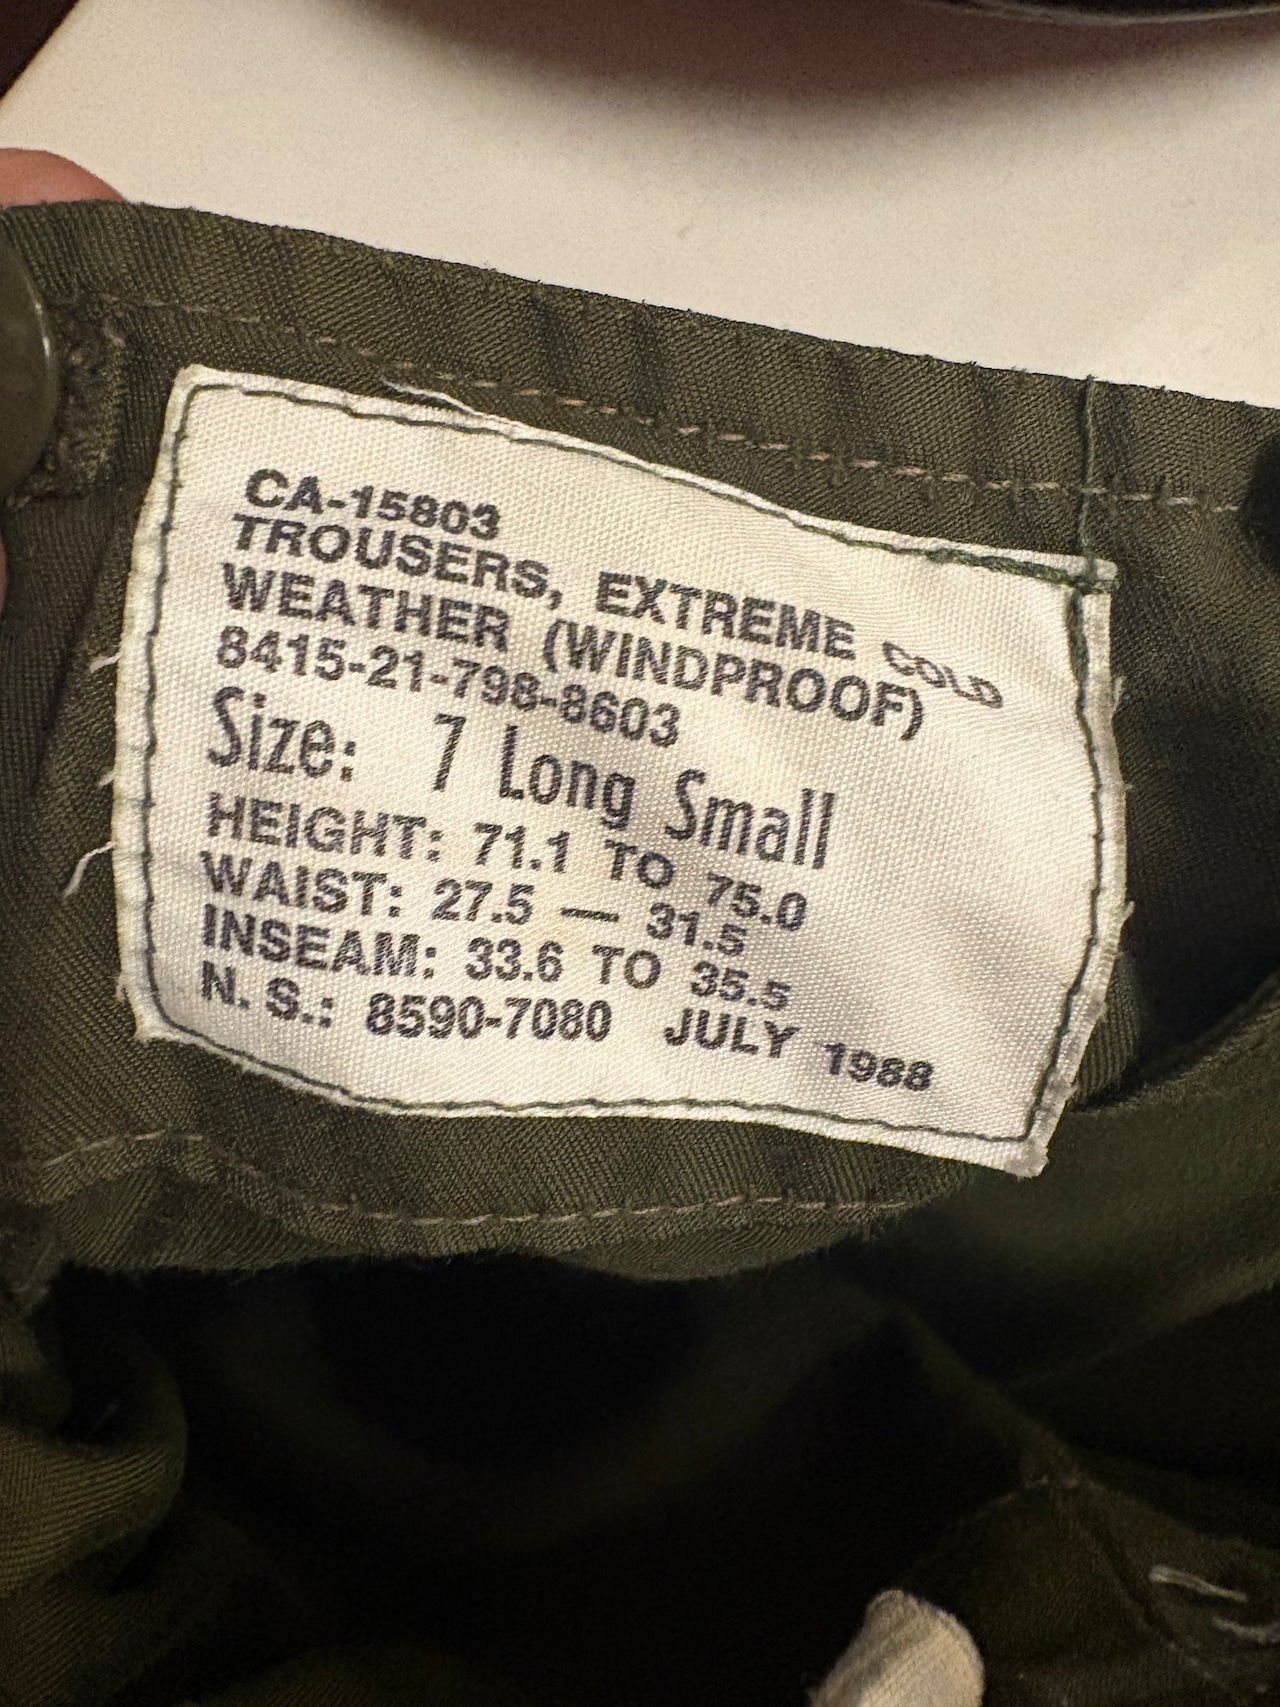 CA-15803
TROUSERS, EXTREME COLD
WEATHER (WINDPROOF)
8415-21-798-8603
Size: 7 Long Small
HEIGHT: 71.1 TO 75.0
WAIST: 27.5 — 31.5
INSEAM: 33.6 TO 35.5
N. S.: 8590-7080 JULY 1988